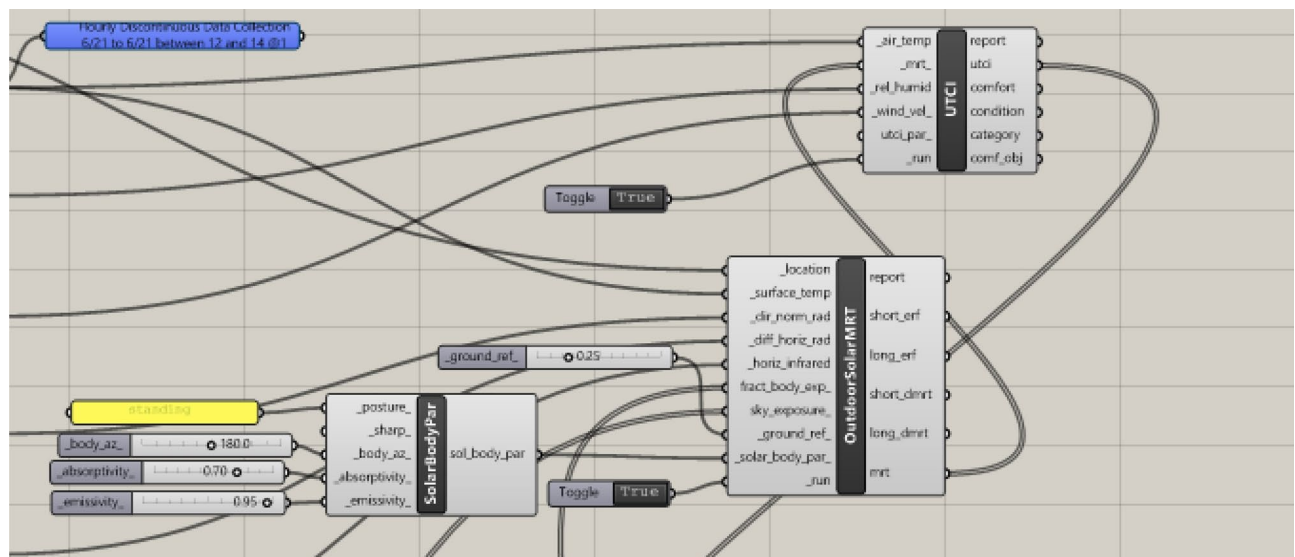 Hourly Discontinuous Data Collection
6/21 to 6/21 between 12 and 14 @1
_air_temp
_mrt_
_rel_humid
_wind_vel_
utci_par_
_run
UTCI
report
utci
comfort
condition
category
comf_obj
Toggle True
_location
_surface_temp
_dir_norm_rad
_diff_horiz_rad
_horiz_infrared
fract_body_exp_
sky_exposure_
_ground_ref_
_solar_body_par_
_run
OutdoorSolarMRT
report
short_erf
long_erf
short_dmrt
long_dmrt
mrt
_ground_ref_ 0.25
standing
_body_az_ 180.0
_absorptivity_ 0.70
_emissivity_ 0.95
_posture_
_sharp_
_body_az_
_absorptivity_
_emissivity_
SolarBodyPar
sol_body_par
Toggle True